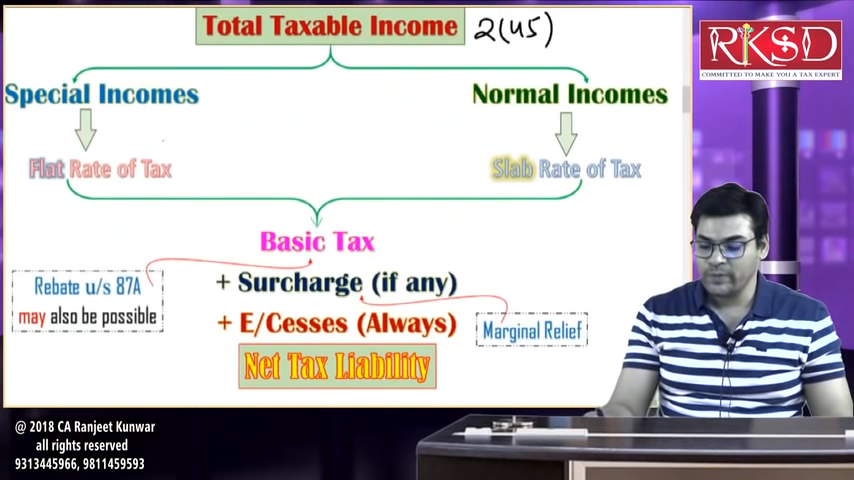 Total Taxable Income 2(45)
RKSD
COMMITTED TO MAKE YOU A TAX EXPERT
Special Incomes
Normal Incomes
Flat Rate of Tax
Slab Rate of Tax
Basic Tax
Rebate u/s 87A
may also be possible
+ Surcharge (if any)
+ E/Cesses (Always)
Marginal Relief
Net Tax Liability
@ 2018 CA Ranjeet Kunwar
all rights reserved
9313445966, 9811459593